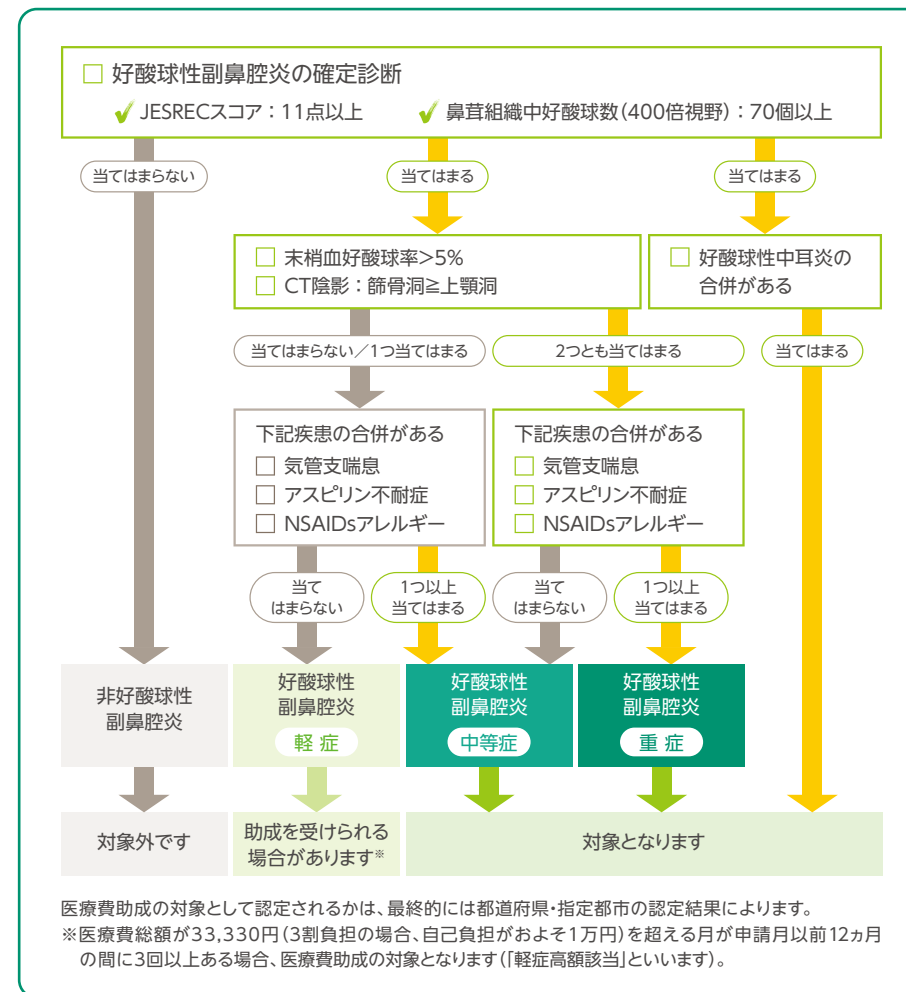 好酸球性副鼻腔炎の確定診断
JESRECスコア：11点以上 鼻茸組織中好酸球数（400倍視野）：70個以上
当てはまらない 当てはまる 当てはまる
末梢血好酸球率>5%
CT陰影：篩骨洞≧上顎洞
好酸球性中耳炎の
合併がある
当てはまらない／1つ当てはまる 2つとも当てはまる 当てはまる
下記疾患の合併がある
気管支喘息
アスピリン不耐症
NSAIDsアレルギー
下記疾患の合併がある
気管支喘息
アスピリン不耐症
NSAIDsアレルギー
当て
はまらない
1つ以上
当てはまる
当て
はまらない
1つ以上
当てはまる
非好酸球性
副鼻腔炎
好酸球性
副鼻腔炎
軽症
好酸球性
副鼻腔炎
中等症
好酸球性
副鼻腔炎
重症
対象外です
助成を受けられる
場合があります※
対象となります
医療費助成の対象として認定されるかは、最終的には都道府県・指定都市の認定結果によります。
※医療費総額が33,330円（3割負担の場合、自己負担がおよそ1万円）を超える月が申請月以前12ヵ月
の間に3回以上ある場合、医療費助成の対象となります（「軽症高額該当」といいます）。